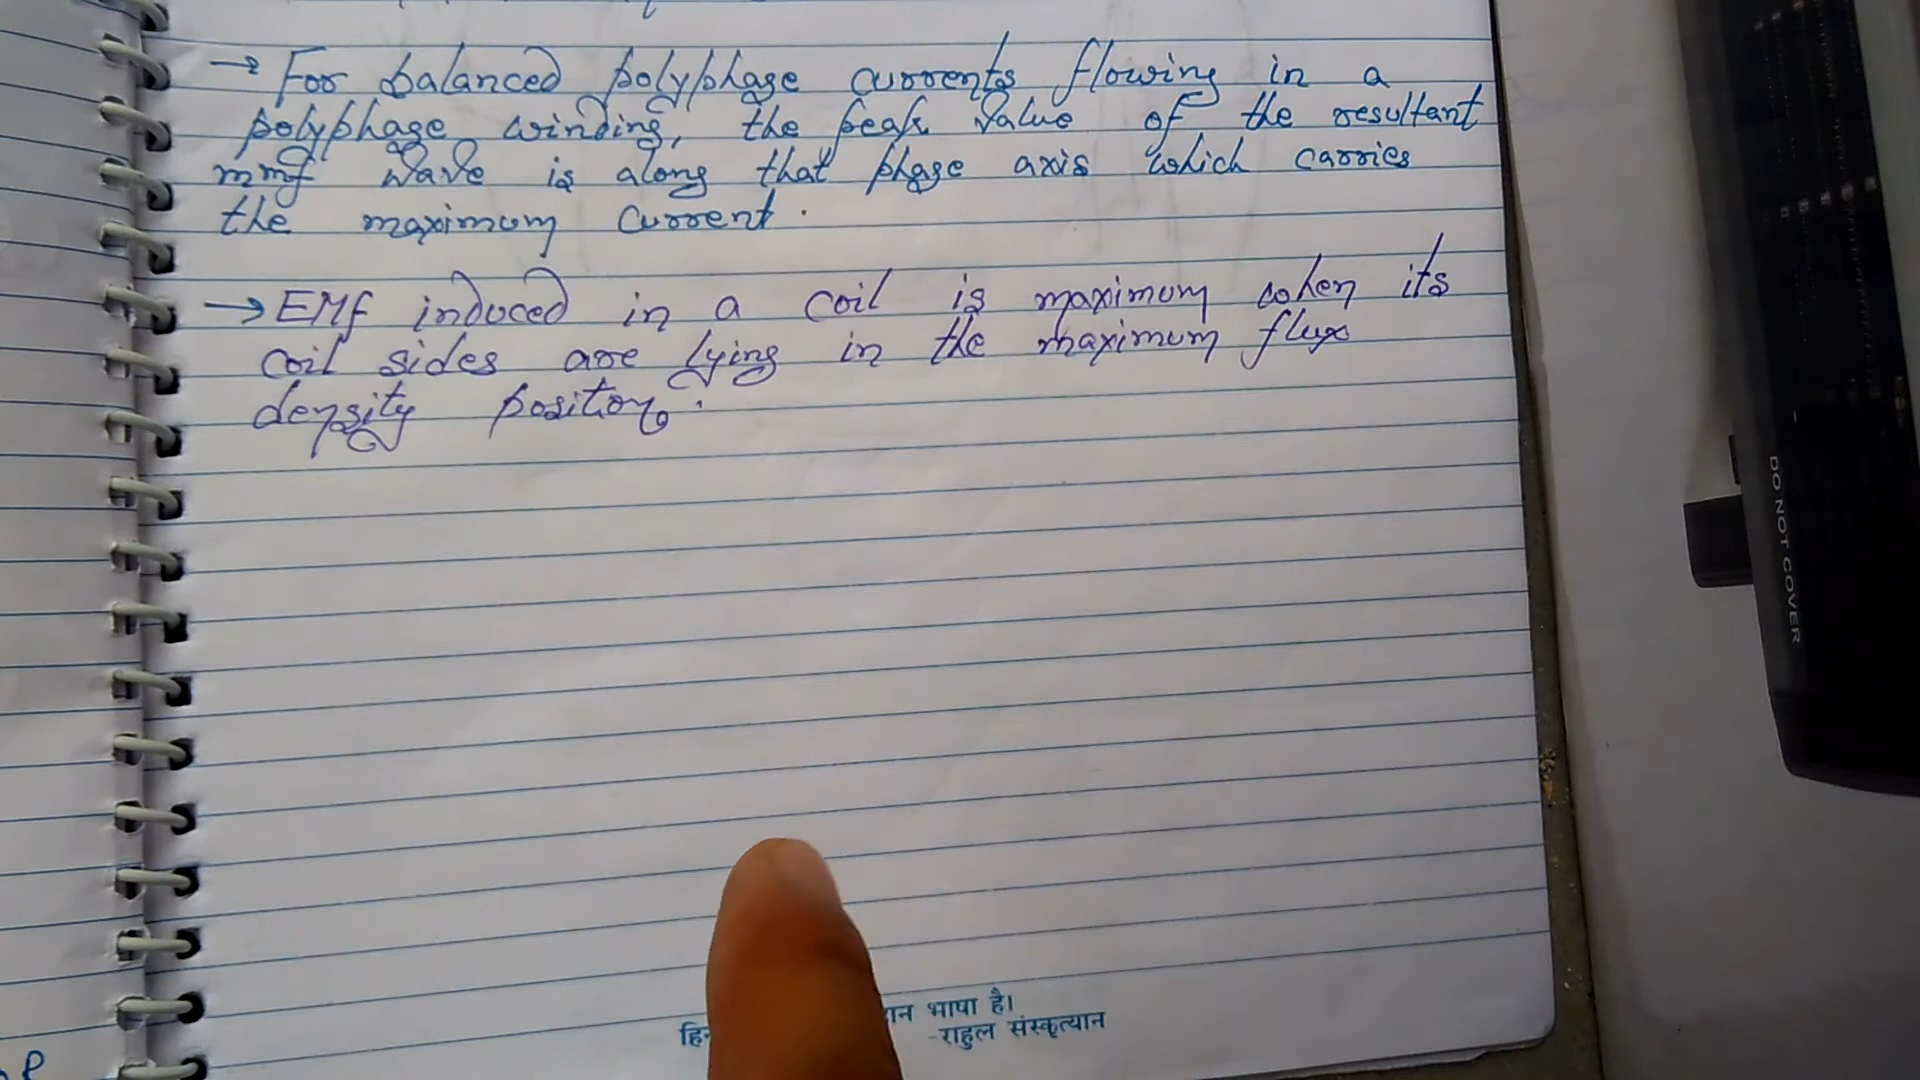 → For balanced polyphase currents flowing in a
polyphase winding, the peak value of the resultant
mmf wave is along that phase axis which carries
the maximum current.
→ EMf induced in a coil is maximum when its
coil sides are lying in the maximum flux
density position.
भाषा है।
-राहुल संस्कृत्यान
DO NOT COVER